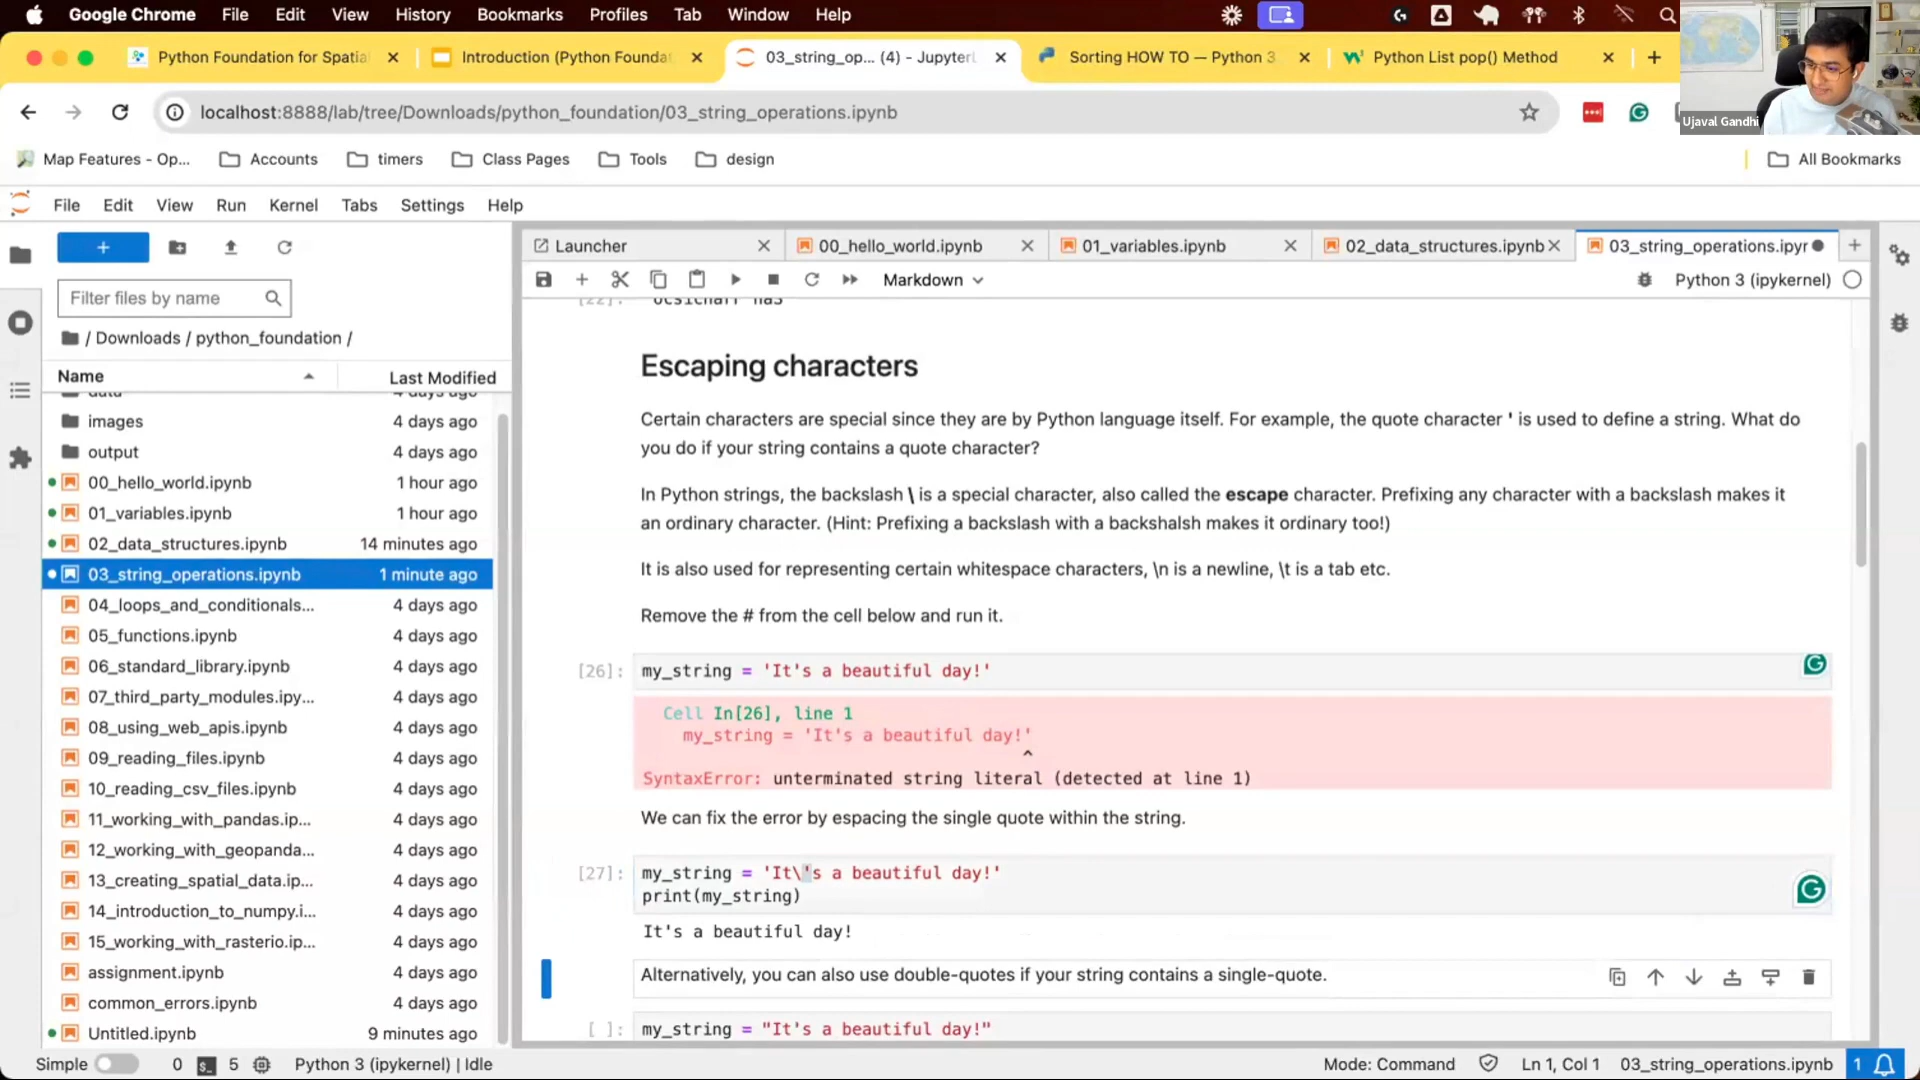 Google Chrome File Edit View History Bookmarks Profiles Tab Window Help
Python Foundation for Spatia
Introduction (Python Founda
03_string_op... (4) - Jupyter
Sorting HOW TO — Python 3
Python List pop() Method
localhost:8888/lab/tree/Downloads/python_foundation/03_string_operations.ipynb
Ujaval Gandhi
Map Features - Op... Accounts timers Class Pages Tools design All Bookmarks
File Edit View Run Kernel Tabs Settings Help
Launcher 00_hello_world.ipynb 01_variables.ipynb 02_data_structures.ipynb 03_string_operations.ipyr
Markdown Python 3 (ipykernel)
Filter files by name
/ Downloads / python_foundation /
Name Last Modified
data 4 days ago
images 4 days ago
output 4 days ago
00_hello_world.ipynb 1 hour ago
01_variables.ipynb 1 hour ago
02_data_structures.ipynb 14 minutes ago
03_string_operations.ipynb 1 minute ago
04_loops_and_conditionals... 4 days ago
05_functions.ipynb 4 days ago
06_standard_library.ipynb 4 days ago
07_third_party_modules.ipy... 4 days ago
08_using_web_apis.ipynb 4 days ago
09_reading_files.ipynb 4 days ago
10_reading_csv_files.ipynb 4 days ago
11_working_with_pandas.ip... 4 days ago
12_working_with_geopanda... 4 days ago
13_creating_spatial_data.ip... 4 days ago
14_introduction_to_numpy.i... 4 days ago
15_working_with_rasterio.ip... 4 days ago
assignment.ipynb 4 days ago
common_errors.ipynb 4 days ago
Untitled.ipynb 9 minutes ago
[22]:
Escaping characters
Certain characters are special since they are by Python language itself. For example, the quote character ' is used to define a string. What do
you do if your string contains a quote character?
In Python strings, the backslash \ is a special character, also called the escape character. Prefixing any character with a backslash makes it
an ordinary character. (Hint: Prefixing a backslash with a backshalsh makes it ordinary too!)
It is also used for representing certain whitespace characters, \n is a newline, \t is a tab etc.
Remove the # from the cell below and run it.
[26]: my_string = 'It's a beautiful day!'
Cell In[26], line 1
my_string = 'It's a beautiful day!'
^
SyntaxError: unterminated string literal (detected at line 1)
We can fix the error by espacing the single quote within the string.
[27]: my_string = 'It\'s a beautiful day!'
print(my_string)
It's a beautiful day!
Alternatively, you can also use double-quotes if your string contains a single-quote.
[ ]: my_string = "It's a beautiful day!"
Simple 0 5 Python 3 (ipykernel) | Idle Mode: Command Ln 1, Col 1 03_string_operations.ipynb 1